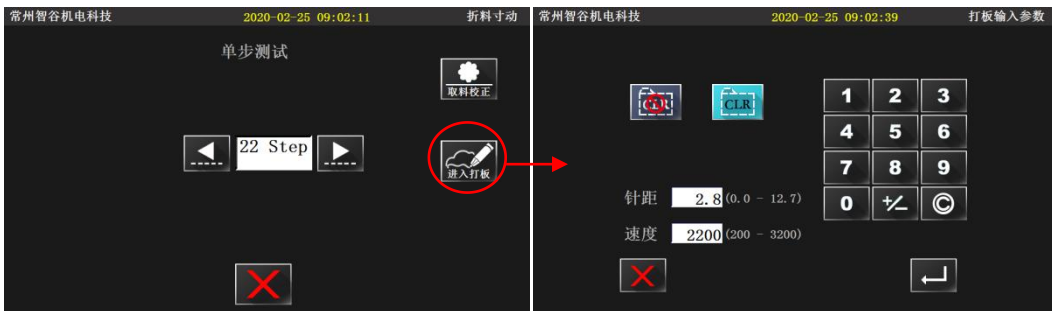 常州智谷机电科技 2020-02-25 09:02:11 折料寸动
单步测试
取料校正
22 Step
进入打板
常州智谷机电科技 2020-02-25 09:02:39 打板输入参数
CLR CLR
1 2 3
4 5 6
7 8 9
0 +/- ©
针距 2.8 (0.0 - 12.7)
速度 2200 (200 - 3200)